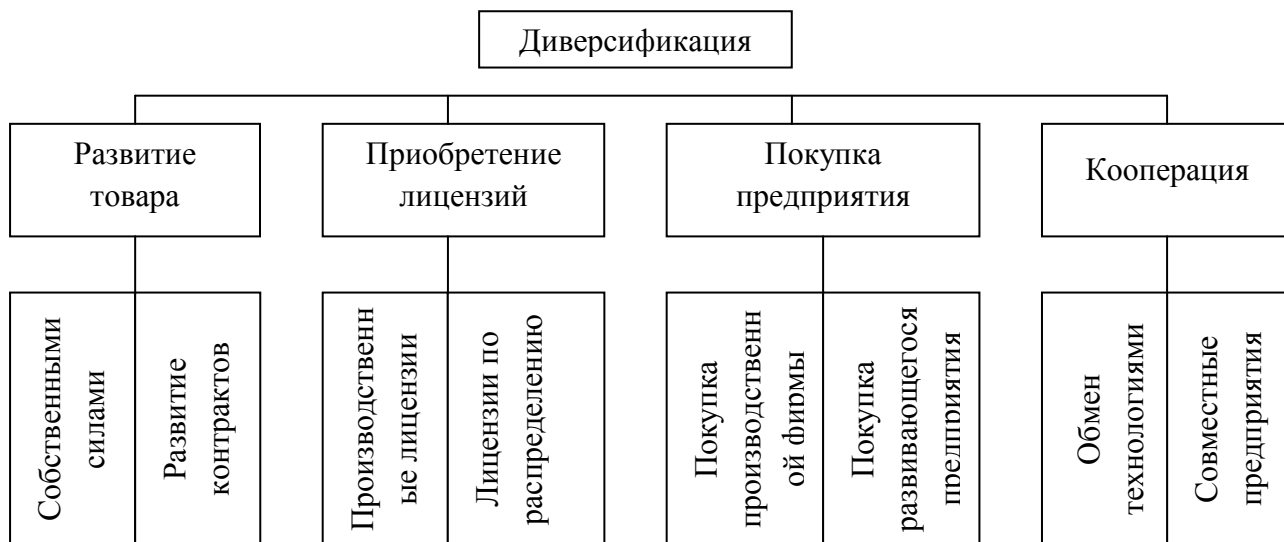 Диверсификация
Развитие
товара
Приобретение
лицензий
Покупка
предприятия
Кооперация
Собственными
силами
Развитие
контрактов
Производственн
ые лицензии
Лицензии по
распределению
Покупка
производственн
ой фирмы
Покупка
развивающегося
предприятия
Обмен
технологиями
Совместные
предприятия